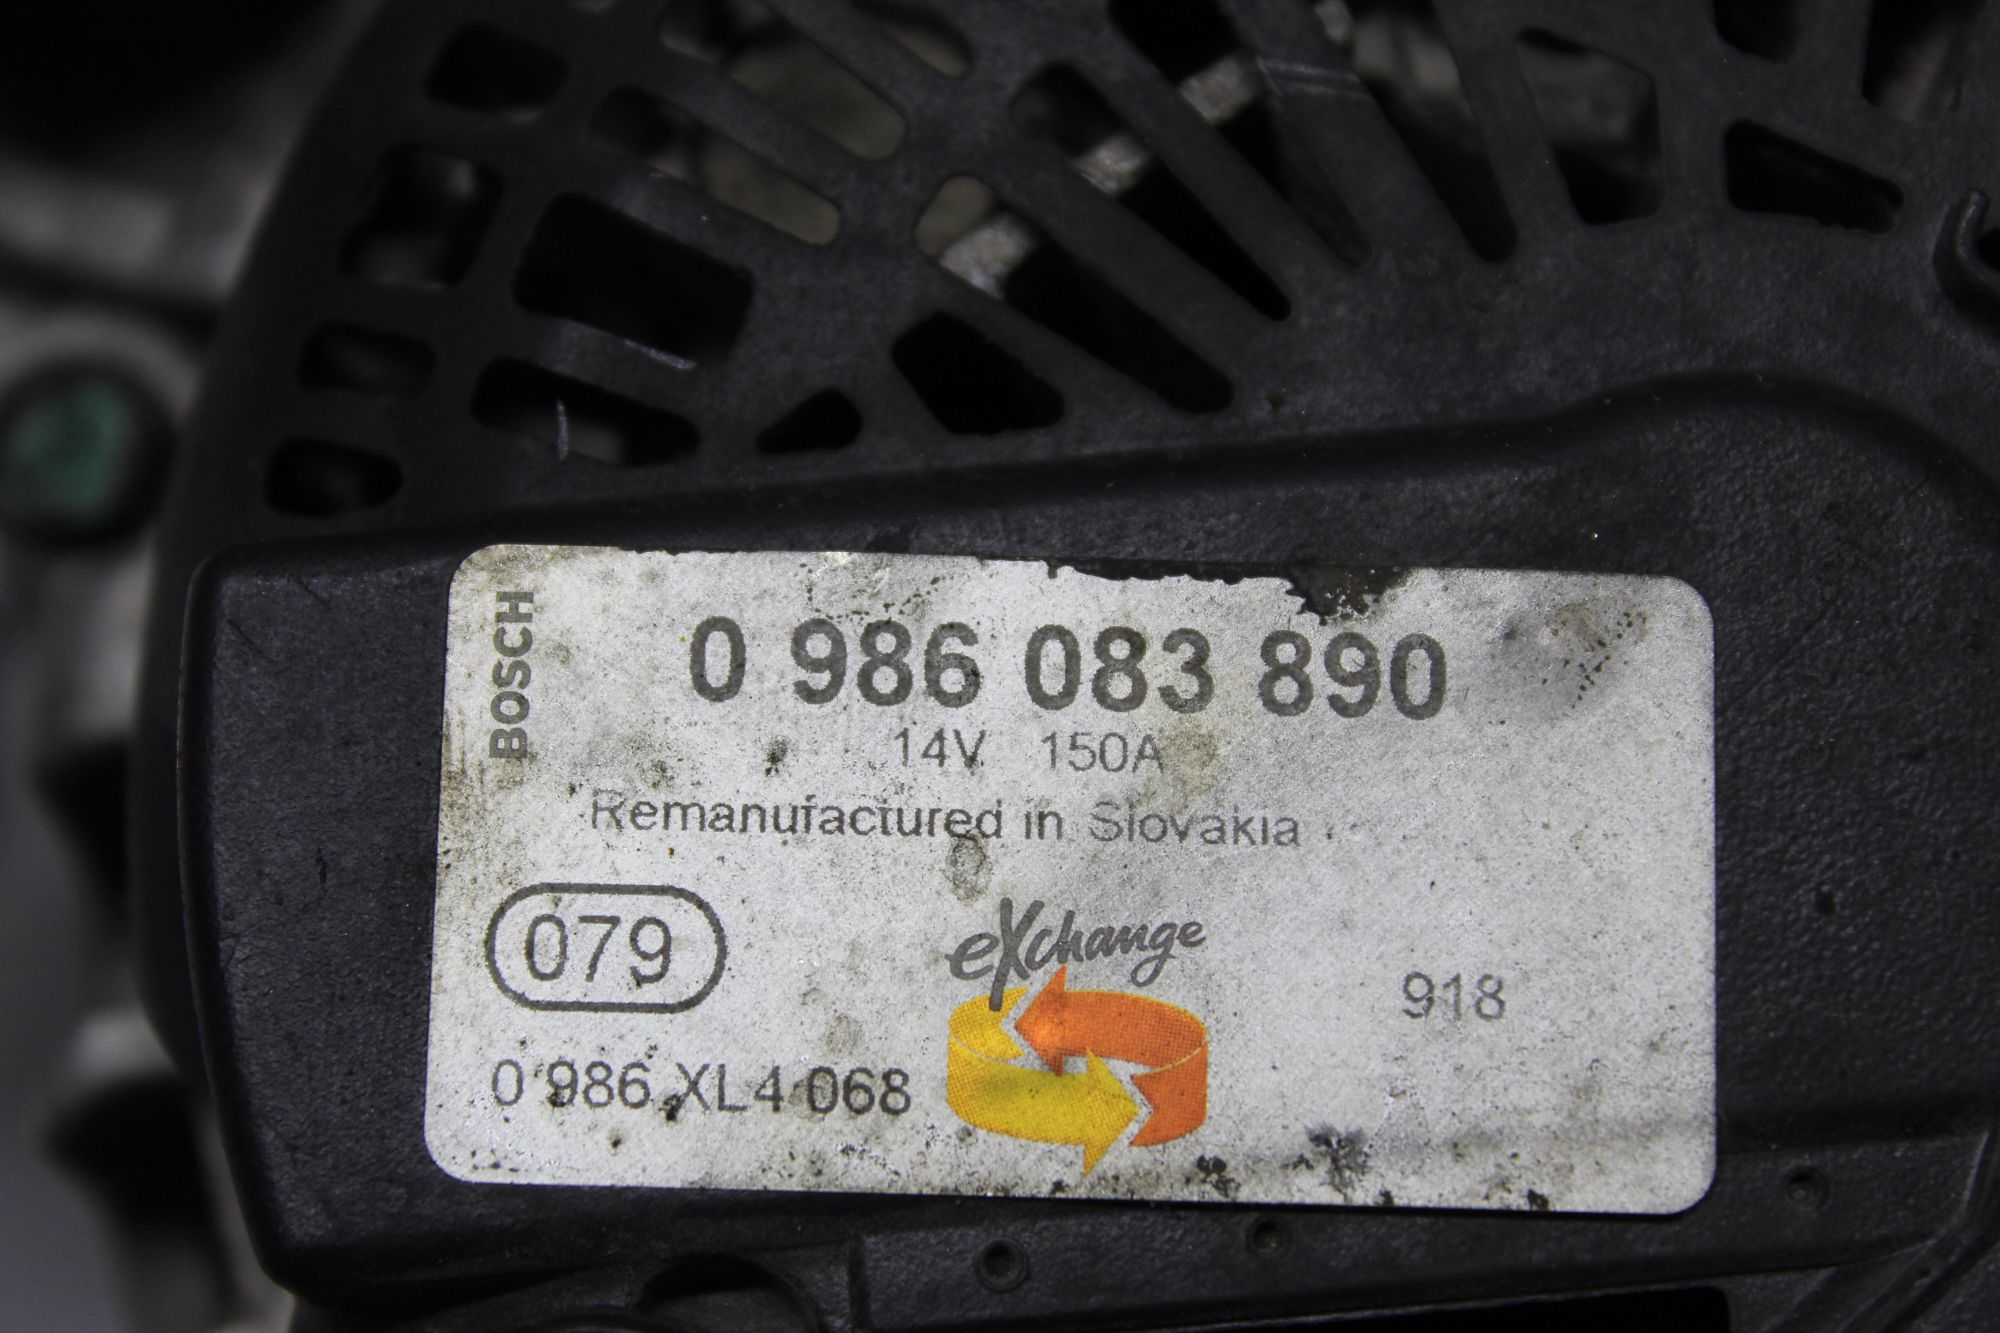 BOSCH
0 986 083 890
14V 150A
Remanufactured in Slovakia
079
eXchange
918
0 986 XL4 068